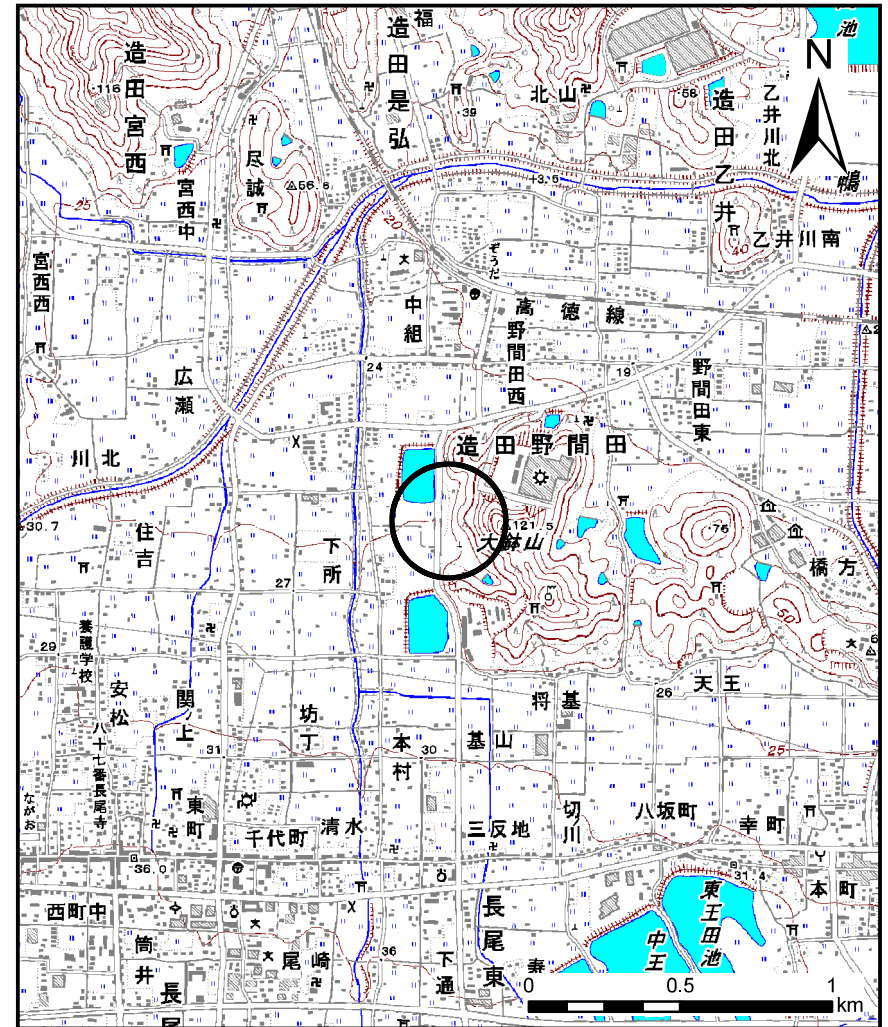 造田宮西
116
福
造田是弘
39
北山
58
造田乙井
乙井川北
池
N
鴨
尽誠
56.8
宮西中
25
20
+3.5
40
乙井川南
宮西西
ぞうだ
中組
高徳線
高野間田西
野間田東
24
19
広瀬
川北
造田野間田
30.7
住吉
下所
121.5
大鉢山
76
橋方
27
50
29
養護学校
安松
関ノ上
坊丁
本村
30
基山
将基
26
天王
25
31
八十七番長尾寺
ながお
東町
千代町
清水
三反地
切川
八坂町
幸町
36.0
31.4
本町
西町中
筒井
長尾
尾崎
36
下通
長尾東
東王田池
中王
寿
0
0.5
1
km